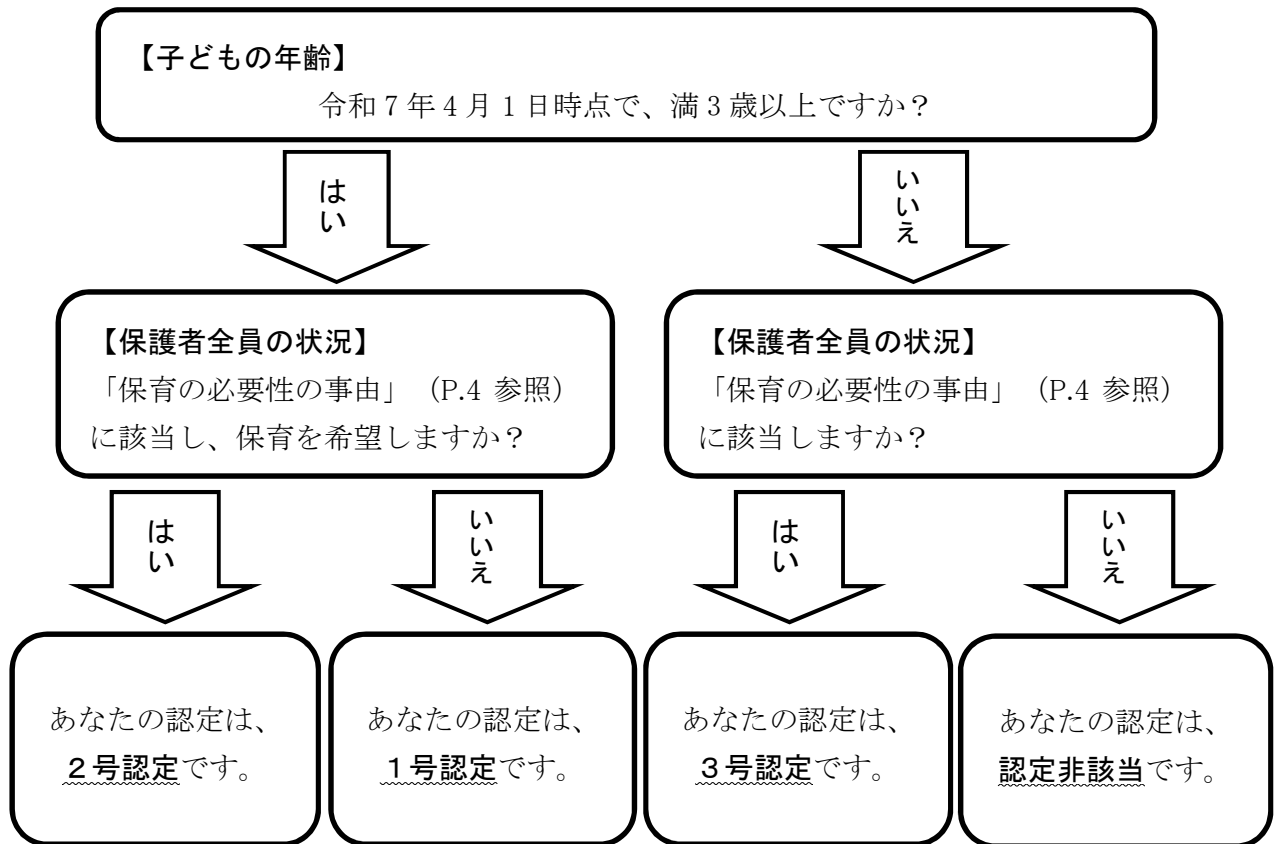 【子どもの年齢】
令和7年4月1日時点で、満3歳以上ですか？
はい
いいえ
【保護者全員の状況】
「保育の必要性の事由」（P.4 参照）
に該当し、保育を希望しますか？
【保護者全員の状況】
「保育の必要性の事由」（P.4 参照）
に該当しますか？
はい
いいえ
はい
いいえ
あなたの認定は、
２号認定です。
あなたの認定は、
１号認定です。
あなたの認定は、
３号認定です。
あなたの認定は、
認定非該当です。